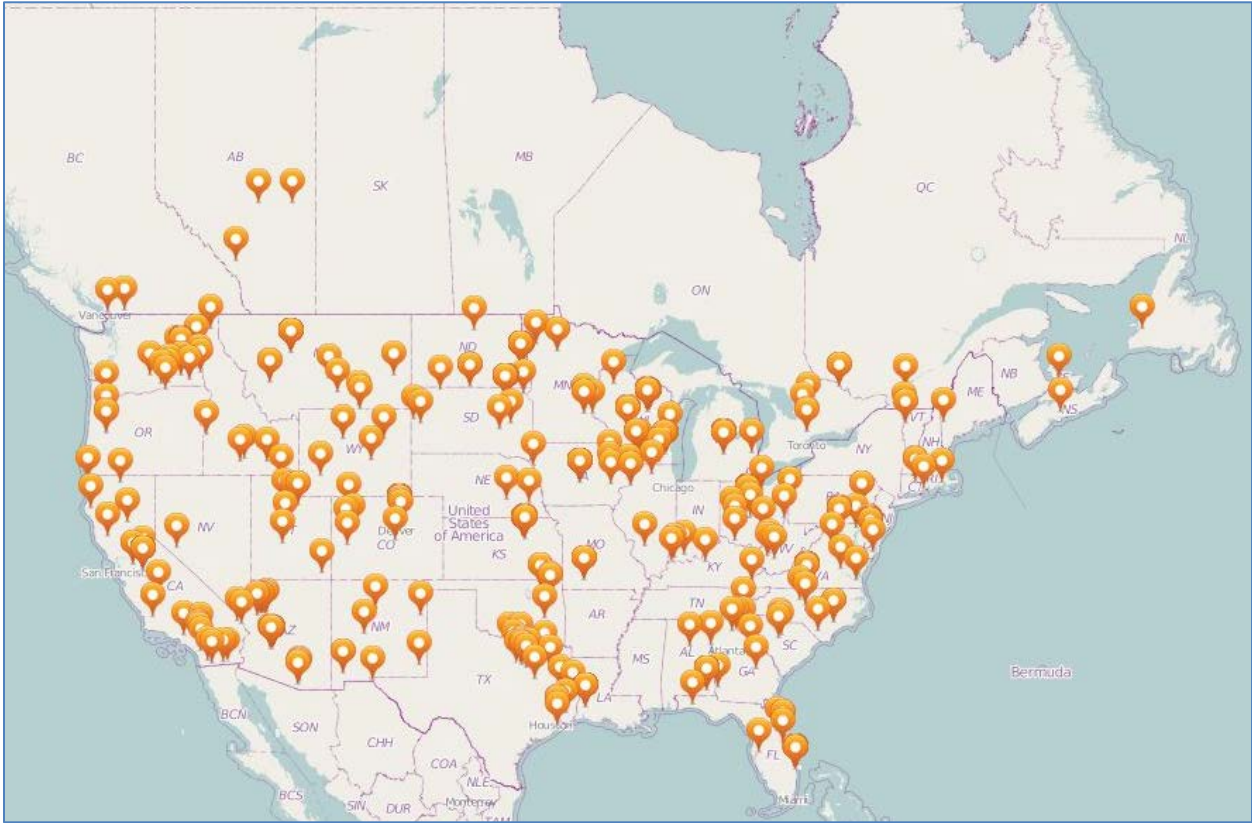 NL
BC
AB
SK
MB
QC
ON
Vancouver
ND
MN
NB
ME
NS
OR
SD
WY
VT
Toronto
NH
NY
NE
Chicago
IN
NV
United
States
of America
Denver
CO
KS
MO
KY
VA
San Francisc
CA
TN
AZ
NM
AR
SC
MS
AL
Atlanta
GA
TX
LA
Bermuda
BCN
SON
Houston
CHH
FL
COA
NLE
BCS
SIN
DUR
Monterrey
Miami
TAM